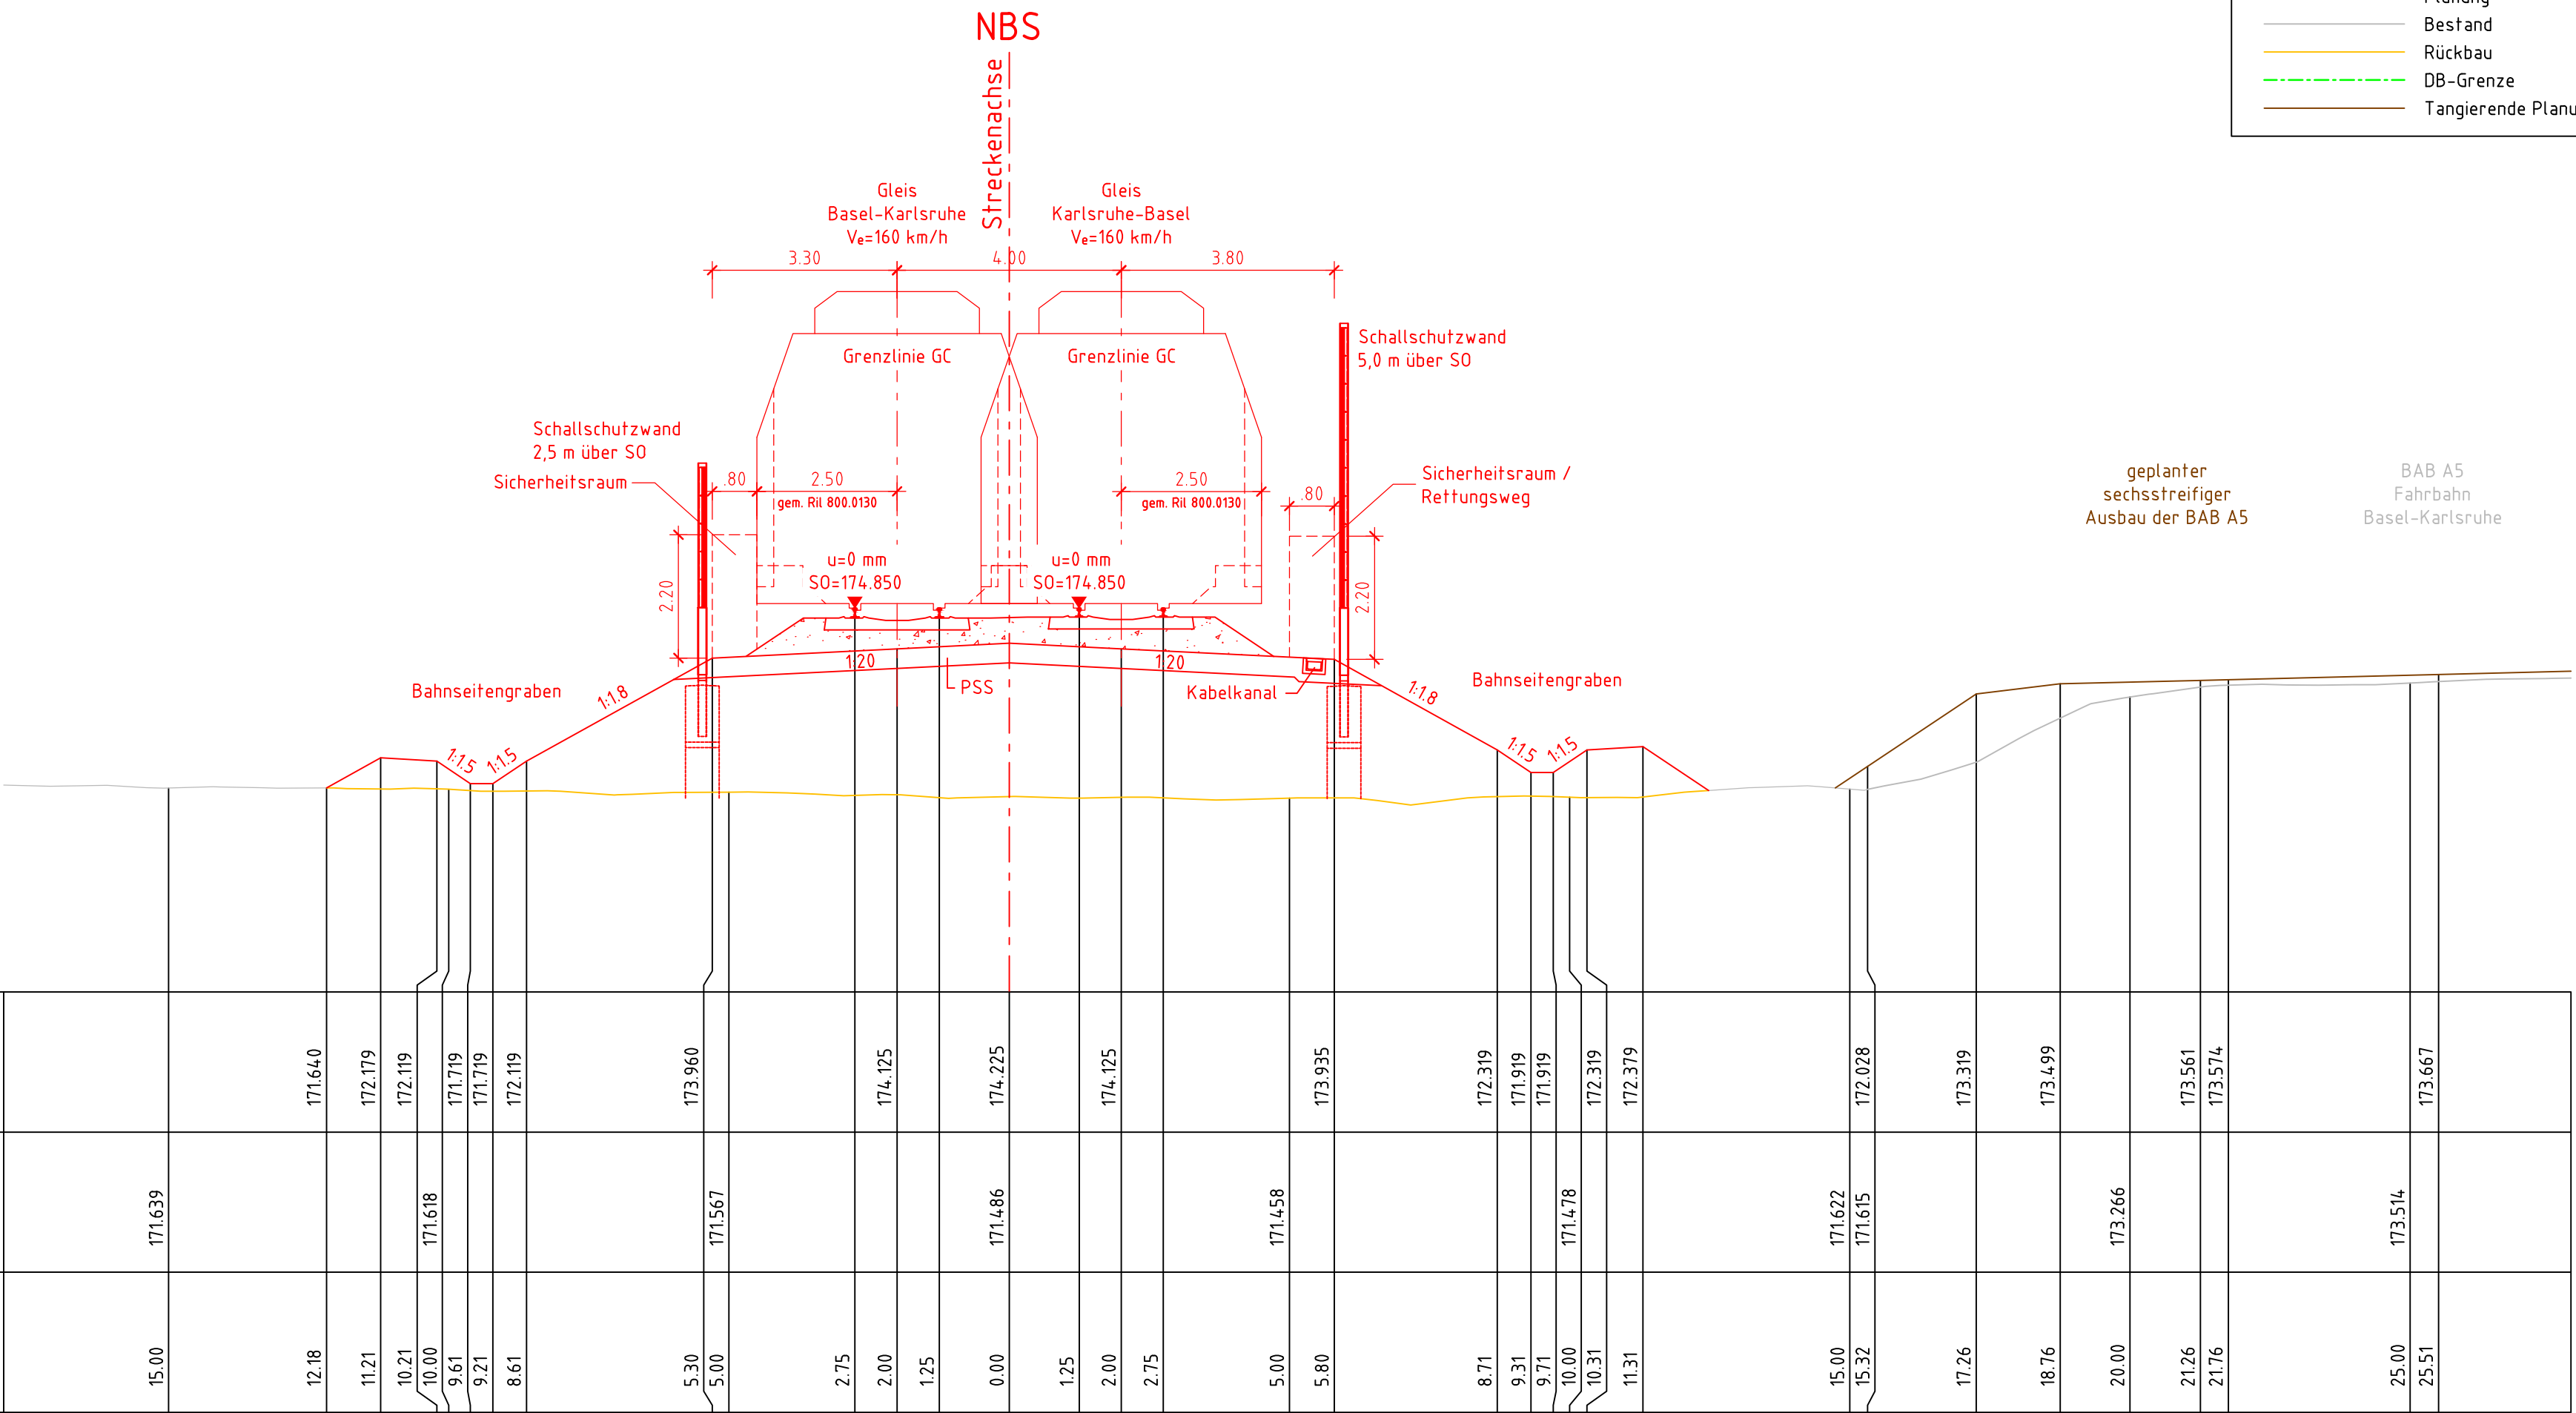 NBS
Streckenachse
Bestand
Rückbau
DB-Grenze
Gleis
Basel-Karlsruhe
Ve=160 km/h
Gleis
Karlsruhe-Basel
Ve=160 km/h
3.30
4.00
3.80
Grenzlinie GC
Grenzlinie GC
Schallschutzwand
5,0 m über SO
Schallschutzwand
2,5 m über SO
Sicherheitsraum
.80
2.50
gem. Ril 800.0130
2.50
gem. Ril 800.0130
.80
Sicherheitsraum /
Rettungsweg
geplanter
sechsstreifiger
Ausbau der BAB A5
BAB A5
Fahrbahn
Basel-Karlsruhe
2.20
u=0 mm
SO=174.850
u=0 mm
SO=174.850
2.20
1:20
1:20
PSS
Kabelkanal
Bahnseitengraben
1:1.8
1:1.8
Bahnseitengraben
1:1.5
1:1.5
1:1.5
1:1.5
171.640
172.179
172.119
171.719
171.719
172.119
173.960
174.125
174.225
174.125
173.935
172.319
171.919
171.919
172.319
172.379
172.028
173.319
173.499
173.561
173.574
173.667
171.639
171.618
171.567
171.486
171.458
171.478
171.622
171.615
173.266
173.514
15.00
12.18
11.21
10.21
10.00
9.61
9.21
8.61
5.30
5.00
2.75
2.00
1.25
0.00
1.25
2.00
2.75
5.00
5.80
8.71
9.31
9.71
10.00
10.31
11.31
15.00
15.32
17.26
18.76
20.00
21.26
21.76
25.00
25.51
Tangierende